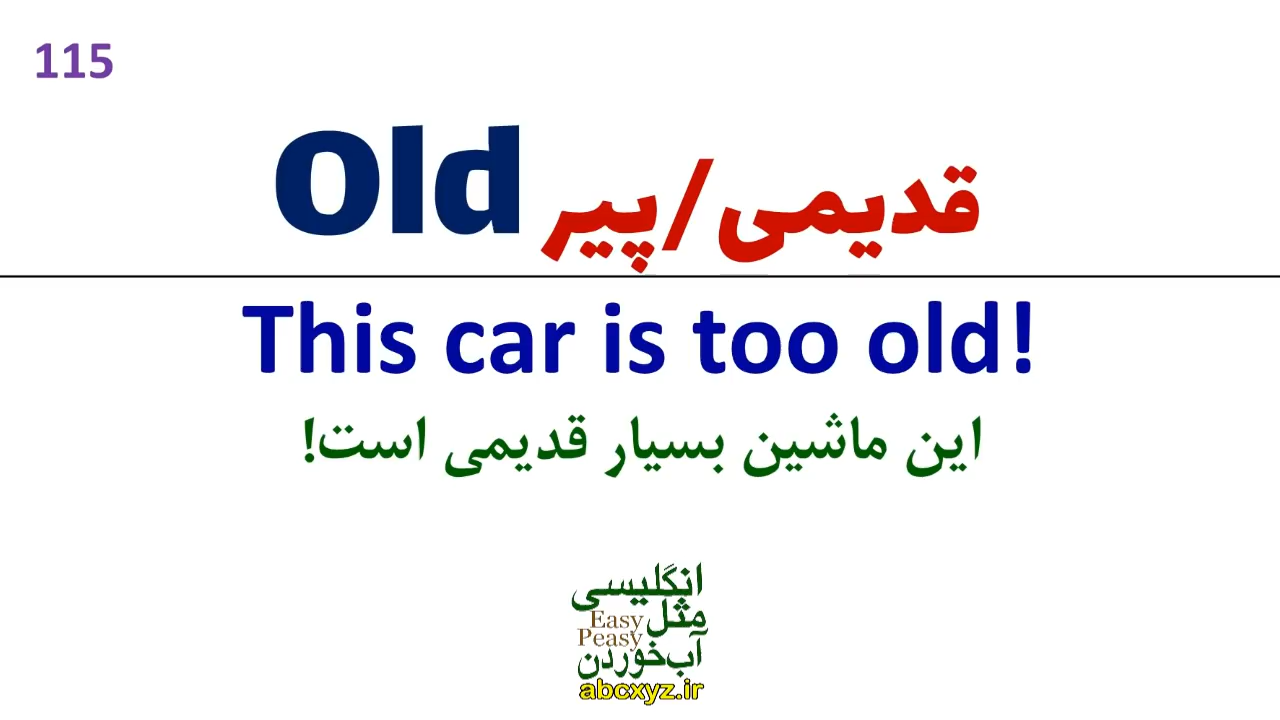 115
Old قدیمی/پیر
This car is too old!
این ماشین بسیار قدیمی است!
انگلیسی
مثل Easy Peasy
آب‌خوردن
abcxyz.ir